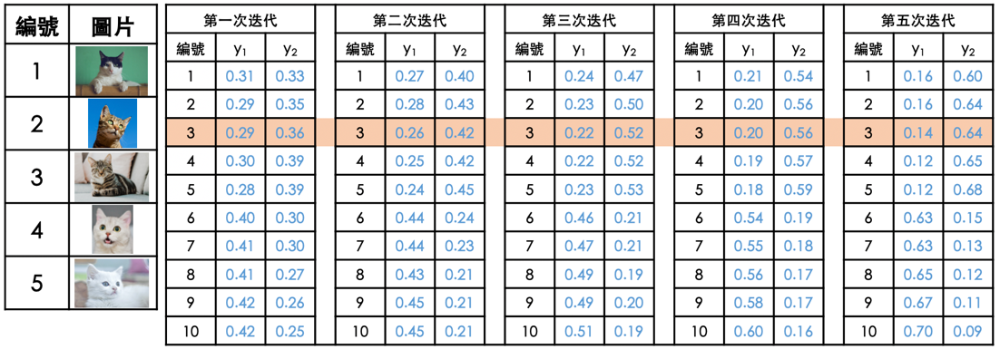 編號 圖片
1
2
3
4
5
第一次迭代 第二次迭代 第三次迭代 第四次迭代 第五次迭代
編號 y₁ y₂ 編號 y₁ y₂ 編號 y₁ y₂ 編號 y₁ y₂ 編號 y₁ y₂
1 0.31 0.33 1 0.27 0.40 1 0.24 0.47 1 0.21 0.54 1 0.16 0.60
2 0.29 0.35 2 0.28 0.43 2 0.23 0.50 2 0.20 0.56 2 0.16 0.64
3 0.29 0.36 3 0.26 0.42 3 0.22 0.52 3 0.20 0.56 3 0.14 0.64
4 0.30 0.39 4 0.25 0.42 4 0.22 0.52 4 0.19 0.57 4 0.12 0.65
5 0.28 0.39 5 0.24 0.45 5 0.23 0.53 5 0.18 0.59 5 0.12 0.68
6 0.40 0.30 6 0.44 0.24 6 0.46 0.21 6 0.54 0.19 6 0.63 0.15
7 0.41 0.30 7 0.44 0.23 7 0.47 0.21 7 0.55 0.18 7 0.63 0.13
8 0.41 0.27 8 0.43 0.21 8 0.49 0.19 8 0.56 0.17 8 0.65 0.12
9 0.42 0.26 9 0.45 0.21 9 0.49 0.20 9 0.58 0.17 9 0.67 0.11
10 0.42 0.25 10 0.45 0.21 10 0.51 0.19 10 0.60 0.16 10 0.70 0.09